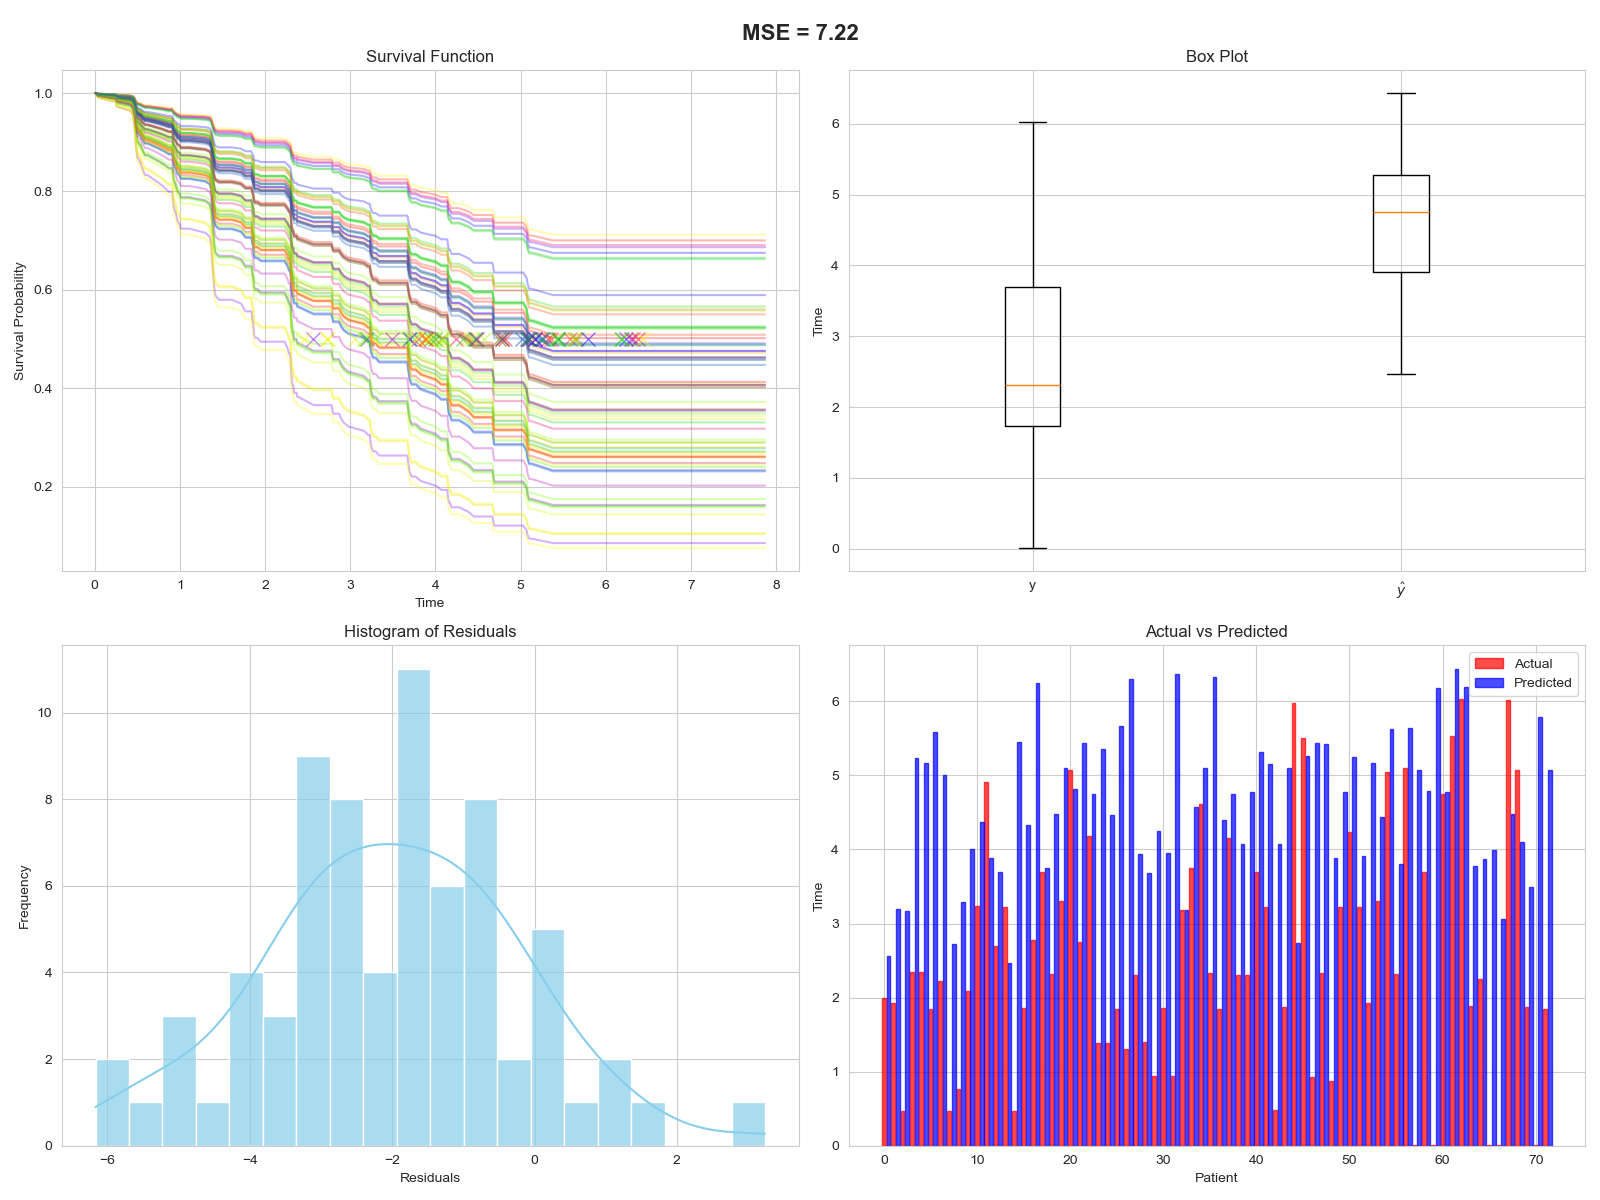 MSE = 7.22
Survival Function
Survival Probability
1.0
0.8
0.6
0.4
0.2
0 1 2 3 4 5 6 7 8
Time
Box Plot
Time
6
5
4
3
2
1
0
y ŷ
Histogram of Residuals
Frequency
10
8
6
4
2
0
−6 −4 −2 0 2
Residuals
Actual vs Predicted
Actual
Predicted
Time
6
5
4
3
2
1
0
0 10 20 30 40 50 60 70
Patient